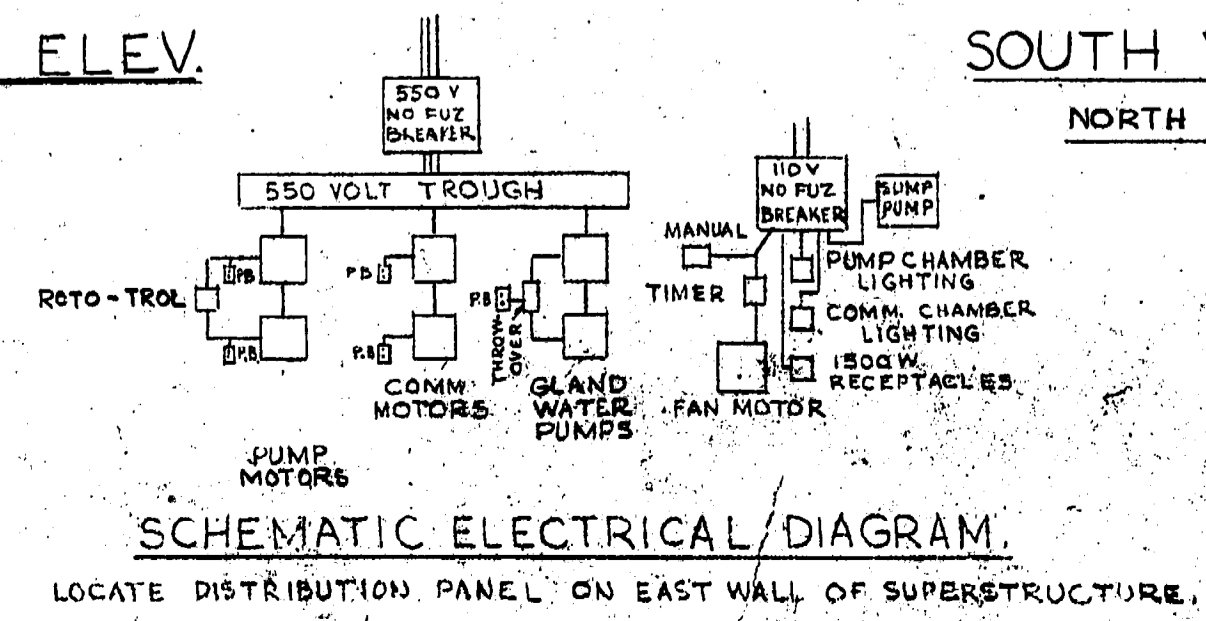 ELEV.
SOUTH
NORTH
550 V
NO FUZ
BREAKER
550 VOLT TROUGH
110 V
NO FUZ
BREAKER
SUMP
PUMP
MANUAL
TIMER
PUMP CHAMBER
LIGHTING
COMM. CHAMBER
LIGHTING
1500 W.
RECEPTACLES
FAN MOTOR
ROTO-TROL
P.B
P.B
P.B
P.B
P.B
THROW-
OVER
COMM.
MOTORS
GLAND
WATER
PUMPS
PUMP
MOTORS
SCHEMATIC ELECTRICAL DIAGRAM.
LOCATE DISTRIBUTION PANEL ON EAST WALL OF SUPERSTRUCTURE.